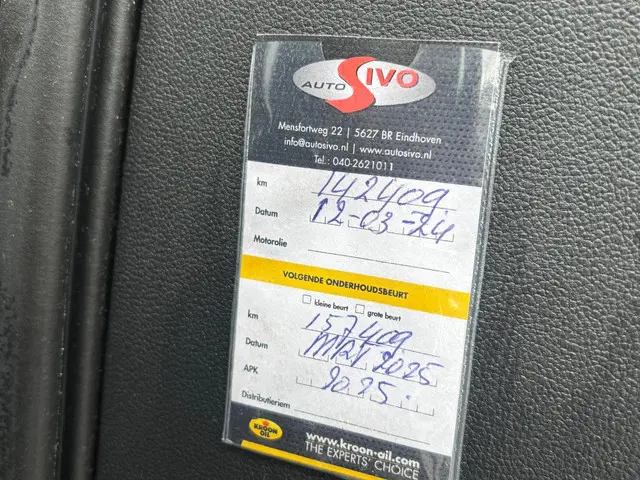 AUTO SIVO
Mensfortweg 22 | 5627 BR Eindhoven
info@autosivo.nl | www.autosivo.nl
Tel.: 040-2621011
km 142409
Datum 12-03-24
Motorolie
VOLGENDE ONDERHOUDSBEURT
kleine beurt grote beurt
km 157409
Datum MRT 2025
APK 2025.
Distributieriem
KROON OIL
www.kroon-oil.com
THE EXPERTS' CHOICE